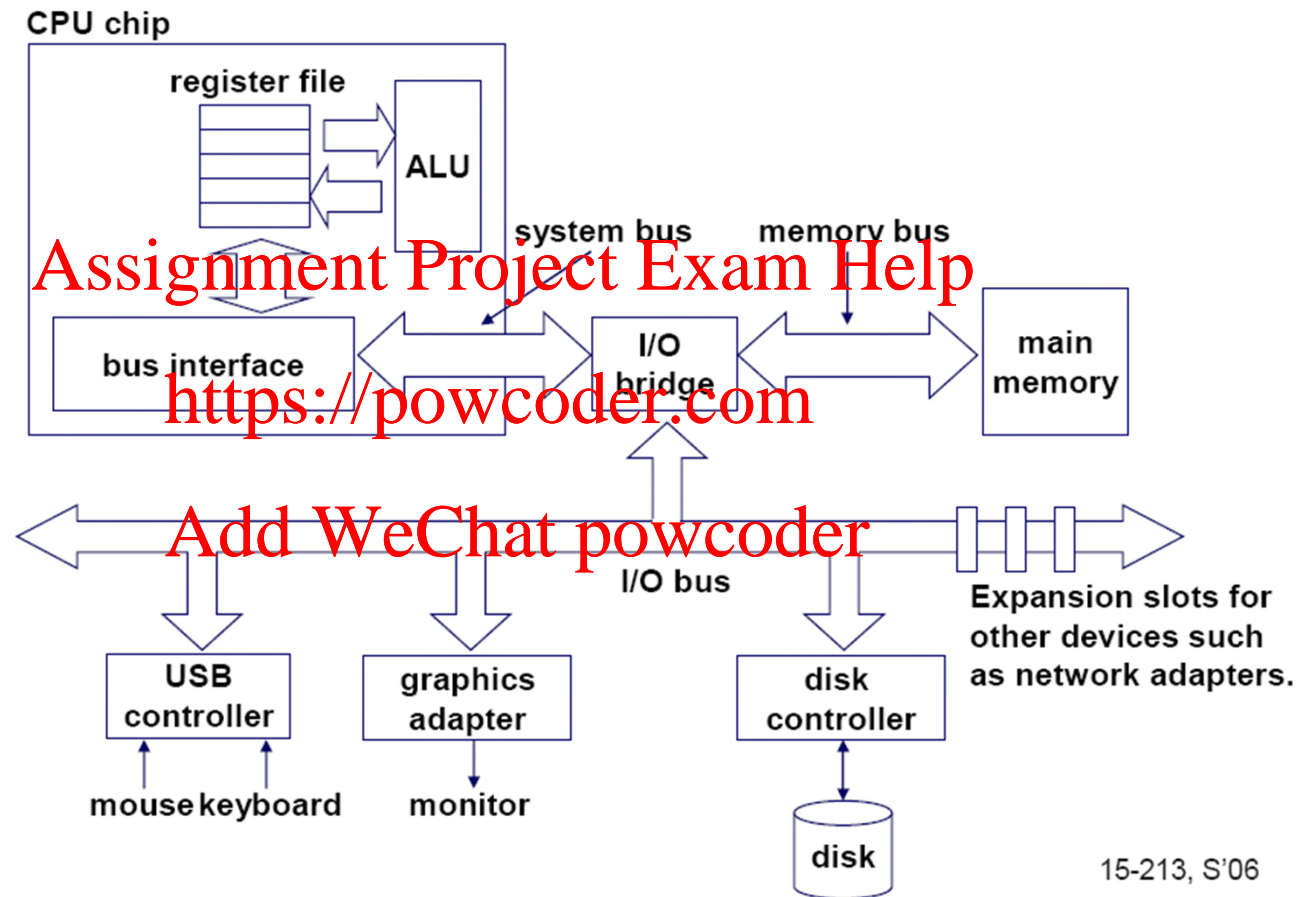 CPU chip
register file
ALU
system bus
memory bus
Assignment Project Exam Help
bus interface
I/O
bridge
main
memory
https://powcoder.com
Add WeChat powcoder
I/O bus
Expansion slots for
other devices such
as network adapters.
USB
controller
graphics
adapter
disk
controller
mouse
keyboard
monitor
disk
15-213, S'06